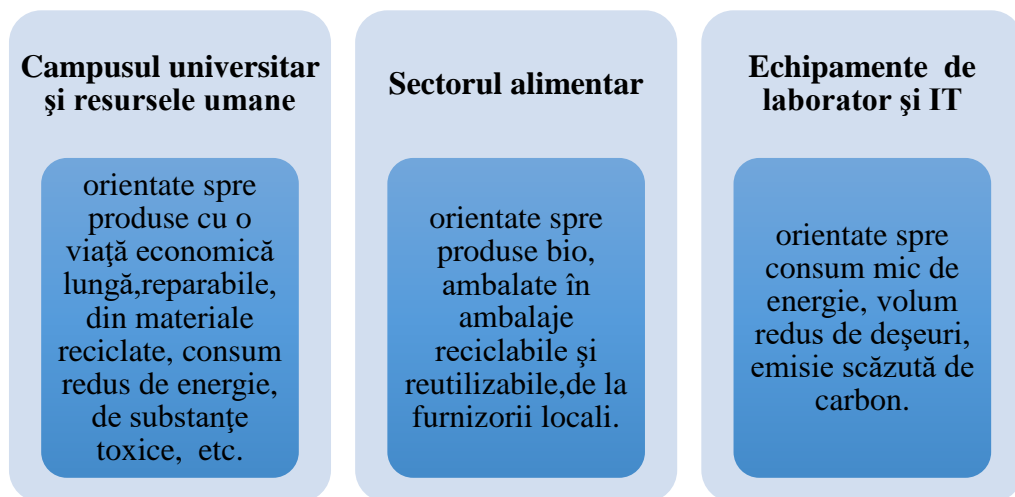 Campusul universitar
şi resursele umane
orientate spre
produse cu o
viaţă economică
lungă,reparabile,
din materiale
reciclate, consum
redus de energie,
de substanţe
toxice, etc.
Sectorul alimentar
orientate spre
produse bio,
ambalate în
ambalaje
reciclabile şi
reutilizabile,de la
furnizorii locali.
Echipamente de
laborator şi IT
orientate spre
consum mic de
energie, volum
redus de deşeuri,
emisie scăzută de
carbon.